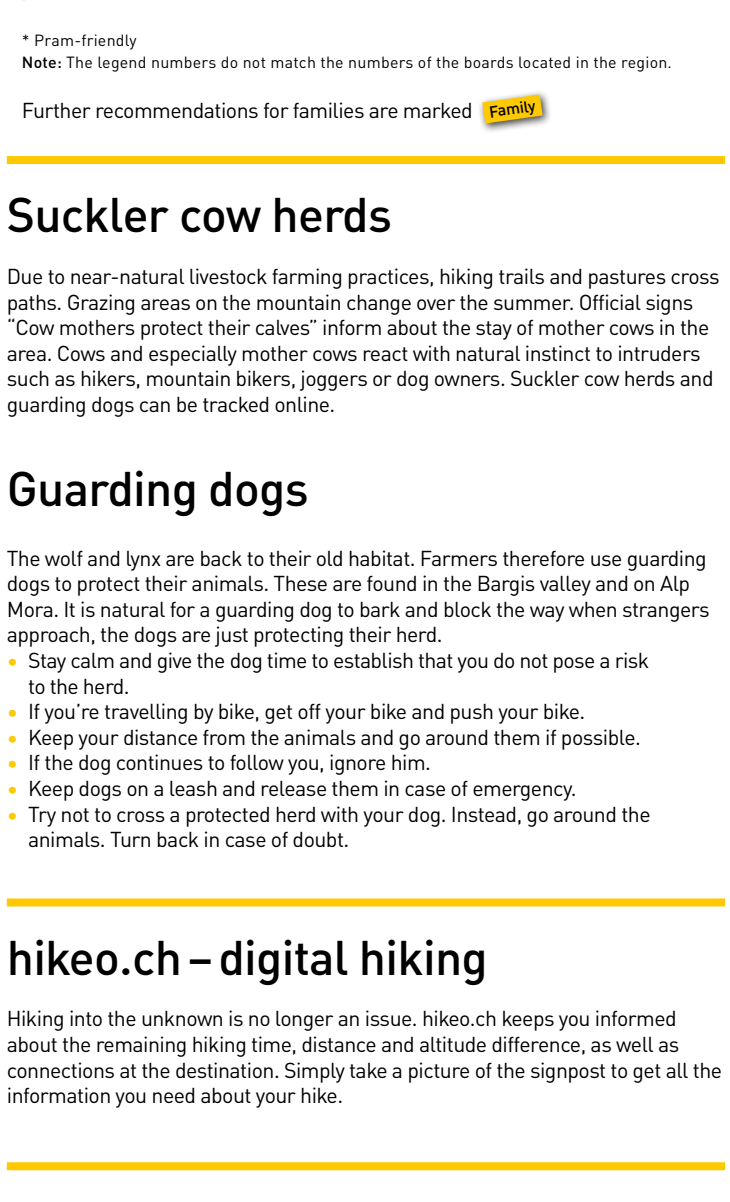 * Pram-friendly
Note: The legend numbers do not match the numbers of the boards located in the region.
Further recommendations for families are marked Family
Suckler cow herds
Due to near-natural livestock farming practices, hiking trails and pastures cross
paths. Grazing areas on the mountain change over the summer. Official signs
“Cow mothers protect their calves” inform about the stay of mother cows in the
area. Cows and especially mother cows react with natural instinct to intruders
such as hikers, mountain bikers, joggers or dog owners. Suckler cow herds and
guarding dogs can be tracked online.
Guarding dogs
The wolf and lynx are back to their old habitat. Farmers therefore use guarding
dogs to protect their animals. These are found in the Bargis valley and on Alp
Mora. It is natural for a guarding dog to bark and block the way when strangers
approach, the dogs are just protecting their herd.
• Stay calm and give the dog time to establish that you do not pose a risk
to the herd.
• If you’re travelling by bike, get off your bike and push your bike.
• Keep your distance from the animals and go around them if possible.
• If the dog continues to follow you, ignore him.
• Keep dogs on a leash and release them in case of emergency.
• Try not to cross a protected herd with your dog. Instead, go around the
animals. Turn back in case of doubt.
hikeo.ch – digital hiking
Hiking into the unknown is no longer an issue. hikeo.ch keeps you informed
about the remaining hiking time, distance and altitude difference, as well as
connections at the destination. Simply take a picture of the signpost to get all the
information you need about your hike.